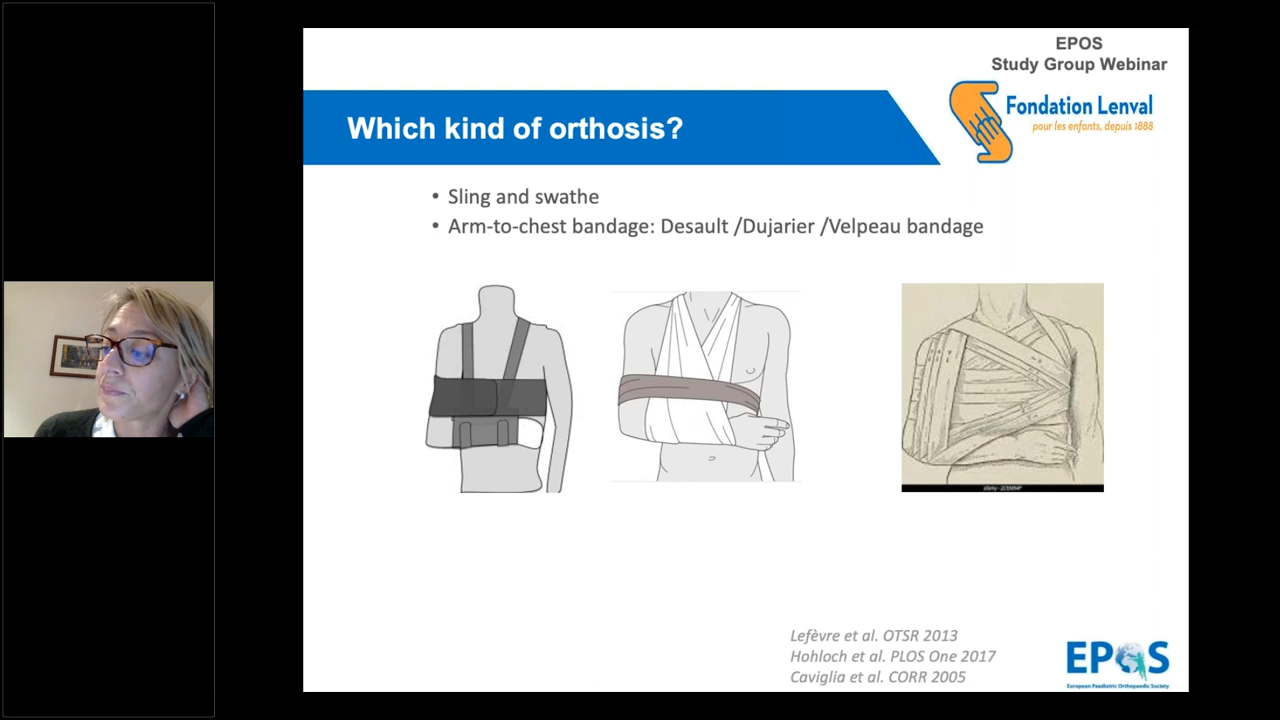 EPOS
Study Group Webinar
Fondation Lenval
pour les enfants, depuis 1888
Which kind of orthosis?
• Sling and swathe
• Arm-to-chest bandage: Desault /Dujarier /Velpeau bandage
Lefèvre et al. OTSR 2013
Hohloch et al. PLOS One 2017
Caviglia et al. CORR 2005
EPOS
European Paediatric Orthopaedic Society